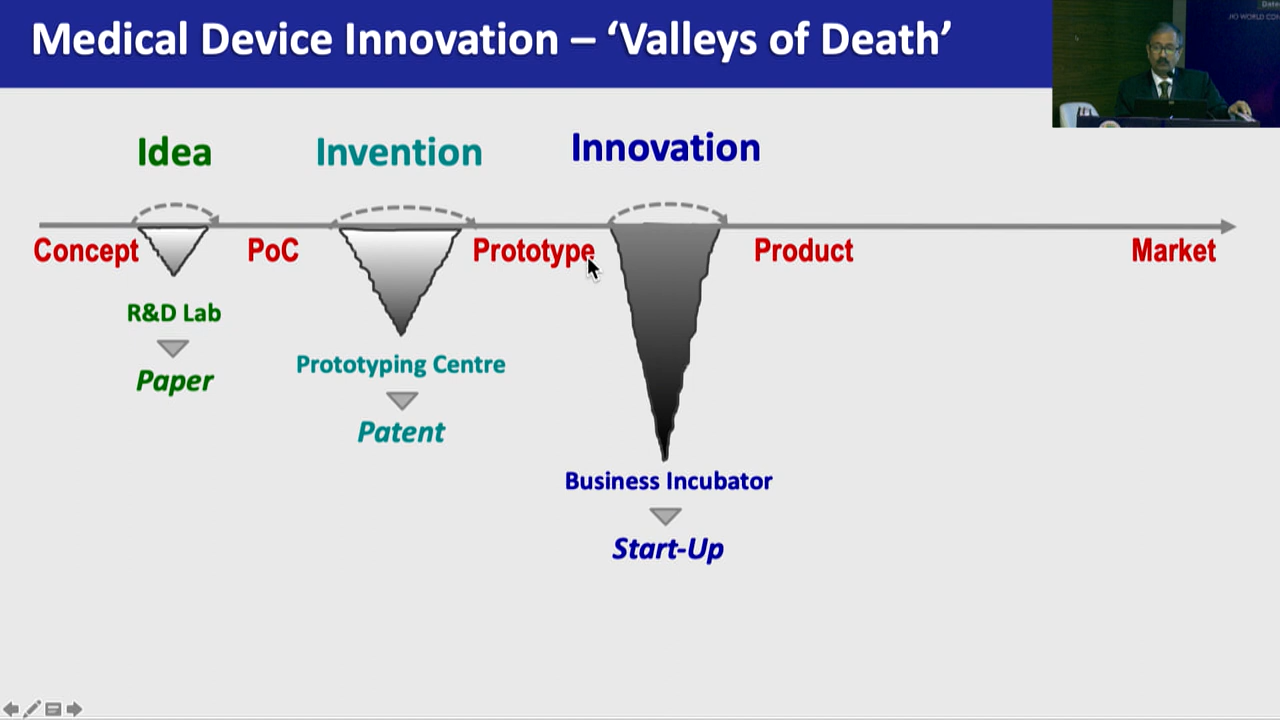 Medical Device Innovation – ‘Valleys of Death’
Idea
Invention
Innovation
Concept
PoC
Prototype
Product
Market
R&D Lab
Paper
Prototyping Centre
Patent
Business Incubator
Start-Up